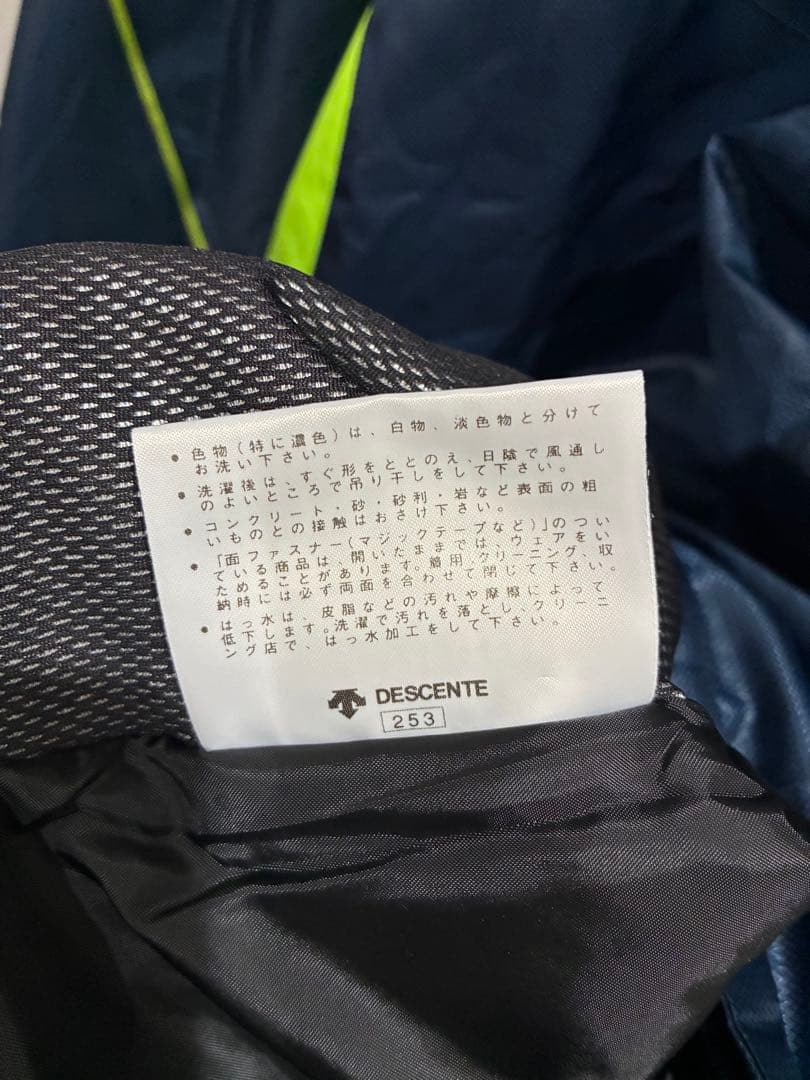 • 色物(特に濃色)は、白物、淡色物と分けて
お洗い下さい。
• 洗濯後は、すぐ形をととのえ、日陰で風通し
のよいところで吊り干しをして下さい。
• コンクリート・砂・砂利・岩など表面の粗
いものとの接触はおさけ下さい。
• 「面ファスナー(マジックテープなど)」のつい
ている商品は、開いたままでは、ウェアをい
ためることがあります。着用、クリーニング、収
納時には必ず両面を合わせて閉じて下さい。
• はっ水は、皮脂などの汚れや摩擦によって
低下します。洗濯で汚れを落とし、クリーニ
ング店で、はっ水加工をして下さい。
DESCENTE
253